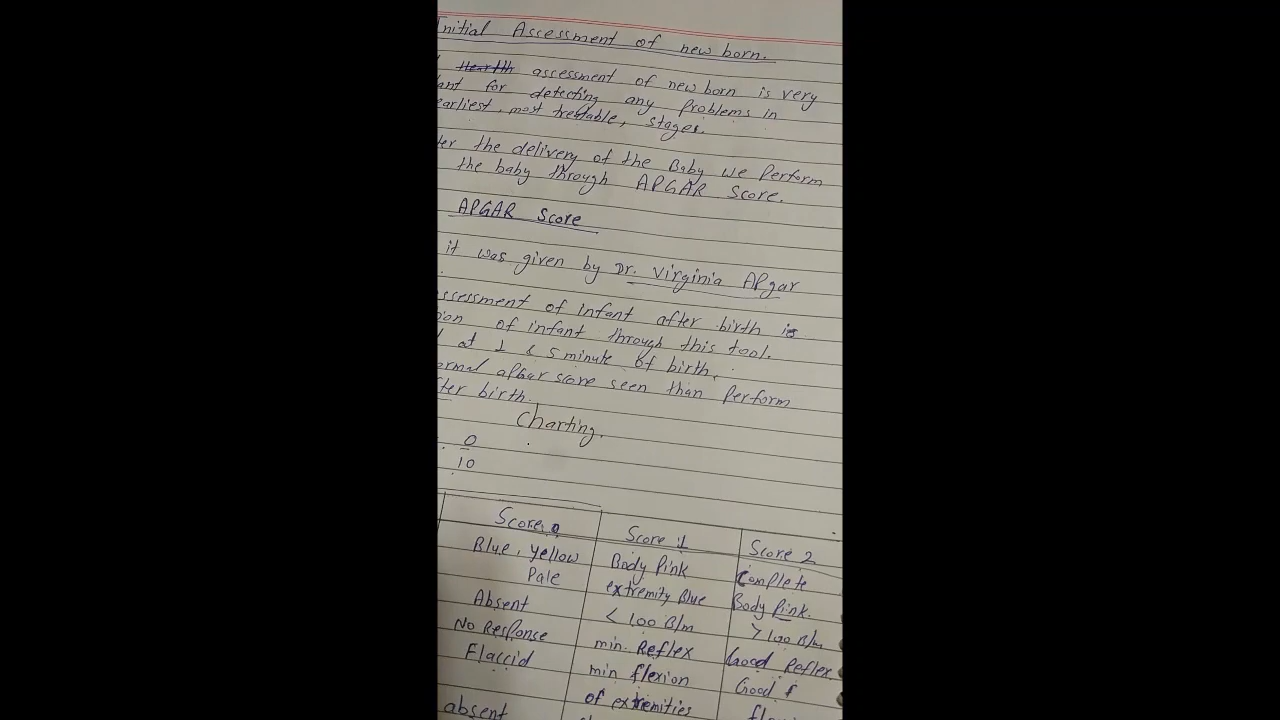 Initial Assessment of new born.
Hearth assessment of new born is very
ant for detecting any problems in
earliest, most treatable, stages.
ter the delivery of the Baby we Perform
the baby through APGAR Score.
APGAR Score
it was given by Dr. Virginia APgar
ssessment of infant after birth is
ion of infant through this tool.
at 1 & 5 minute of birth,
ormal apgar score seen than Perform
ter birth.
Charting.
0
10
Score 0 Score 1 Score 2
Blue, yellow Body Pink Complete
Pale extremity Blue Body Pink.
Absent < 100 B/m > 100 B/m
No Response min. Reflex Good Reflex
Flaccid min flexion Good
absent of extremities